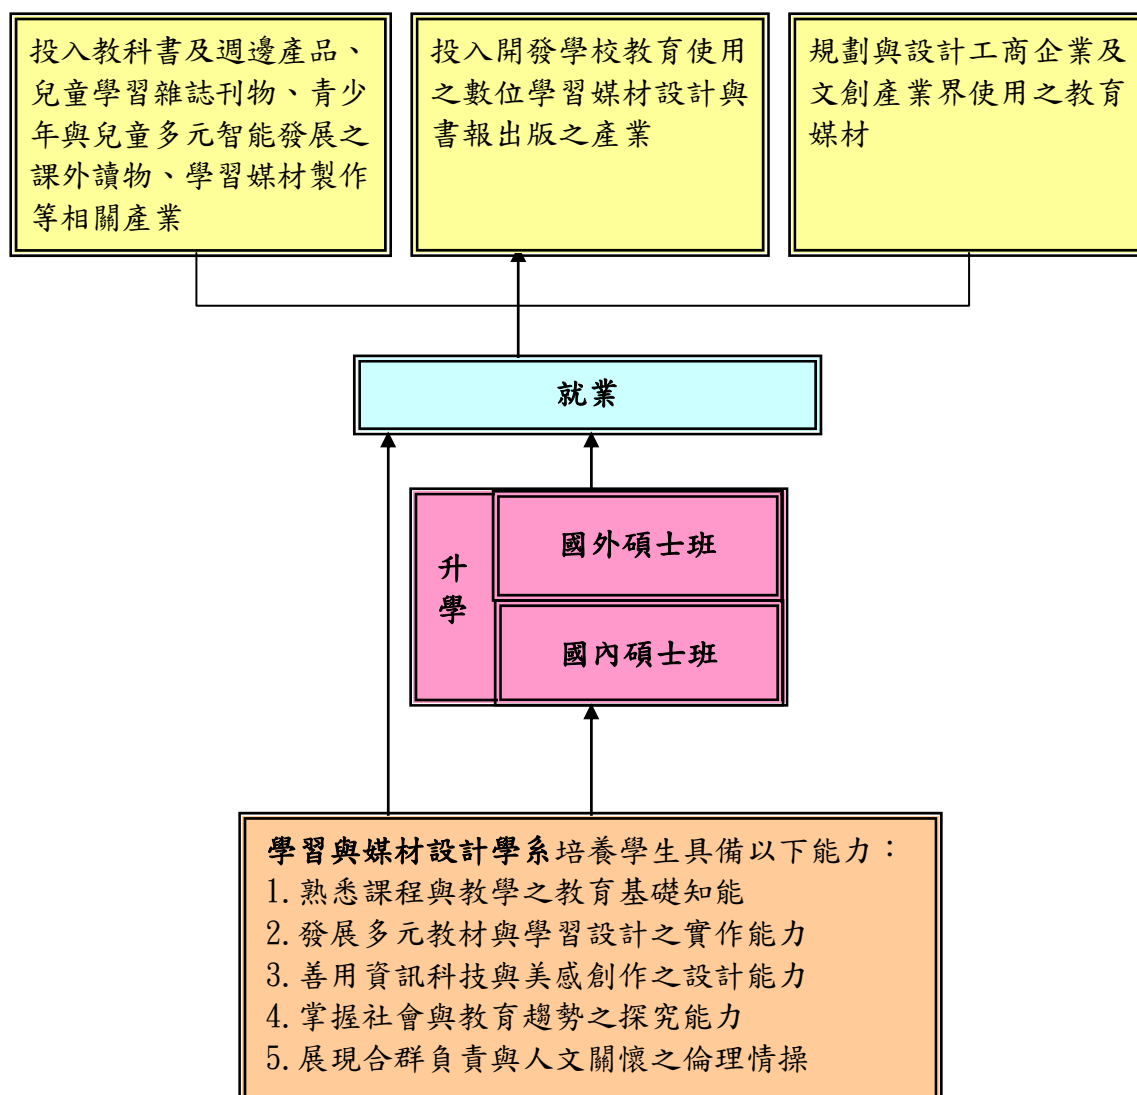 投入教科書及週邊產品、
兒童學習雜誌刊物、青少
年與兒童多元智能發展之
課外讀物、學習媒材製作
等相關產業
投入開發學校教育使用
之數位學習媒材設計與
書報出版之產業
規劃與設計工商企業及
文創產業界使用之教育
媒材
就業
升
學
國外碩士班
國內碩士班
學習與媒材設計學系培養學生具備以下能力：
1.熟悉課程與教學之教育基礎知能
2.發展多元教材與學習設計之實作能力
3.善用資訊科技與美感創作之設計能力
4.掌握社會與教育趨勢之探究能力
5.展現合群負責與人文關懷之倫理情操